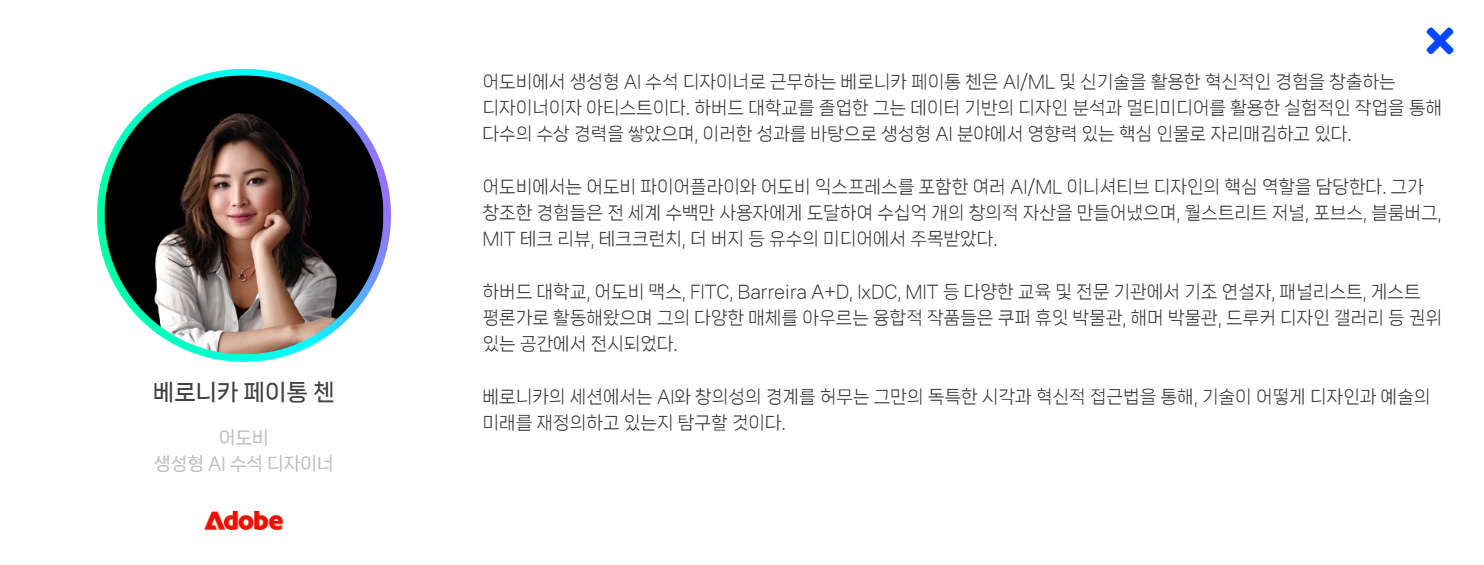 어도비에서 생성형 AI 수석 디자이너로 근무하는 베로니카 페이통 첸은 AI/ML 및 신기술을 활용한 혁신적인 경험을 창출하는
디자이너이자 아티스트이다. 하버드 대학교를 졸업한 그는 데이터 기반의 디자인 분석과 멀티미디어를 활용한 실험적인 작업을 통해
다수의 수상 경력을 쌓았으며, 이러한 성과를 바탕으로 생성형 AI 분야에서 영향력 있는 핵심 인물로 자리매김하고 있다.
어도비에서는 어도비 파이어플라이와 어도비 익스프레스를 포함한 여러 AI/ML 이니셔티브 디자인의 핵심 역할을 담당한다. 그가
창조한 경험들은 전 세계 수백만 사용자에게 도달하여 수십억 개의 창의적 자산을 만들어냈으며, 월스트리트 저널, 포브스, 블룸버그,
MIT 테크 리뷰, 테크크런치, 더 버지 등 유수의 미디어에서 주목받았다.
하버드 대학교, 어도비 맥스, FITC, Barreira A+D, IxDC, MIT 등 다양한 교육 및 전문 기관에서 기조 연설자, 패널리스트, 게스트
평론가로 활동해왔으며 그의 다양한 매체를 아우르는 융합적 작품들은 쿠퍼 휴잇 박물관, 해머 박물관, 드루커 디자인 갤러리 등 권위
있는 공간에서 전시되었다.
베로니카의 세션에서는 AI와 창의성의 경계를 허무는 그만의 독특한 시각과 혁신적 접근법을 통해, 기술이 어떻게 디자인과 예술의
미래를 재정의하고 있는지 탐구할 것이다.
베로니카 페이통 첸
어도비
생성형 AI 수석 디자이너
Adobe